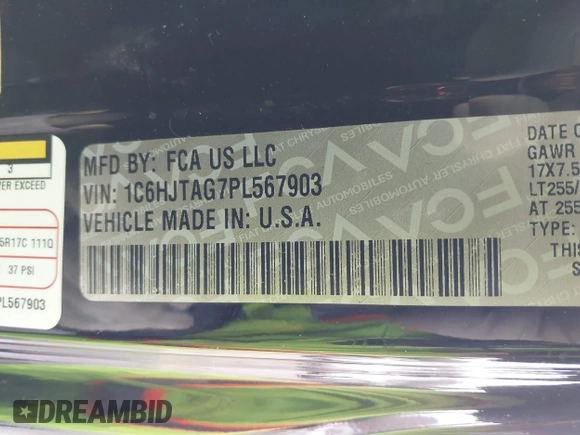 MFD BY: FCA US LLC
VIN: 1C6HJTAG7PL567903
VEHICLE MADE IN: U.S.A.
DATE O
GAWR
17X7.5
LT255/
AT 255
TYPE:
THIS
S
3
OWER EXCEED
5R17C 111Q
37 PSI
PL567903
DREAMBID